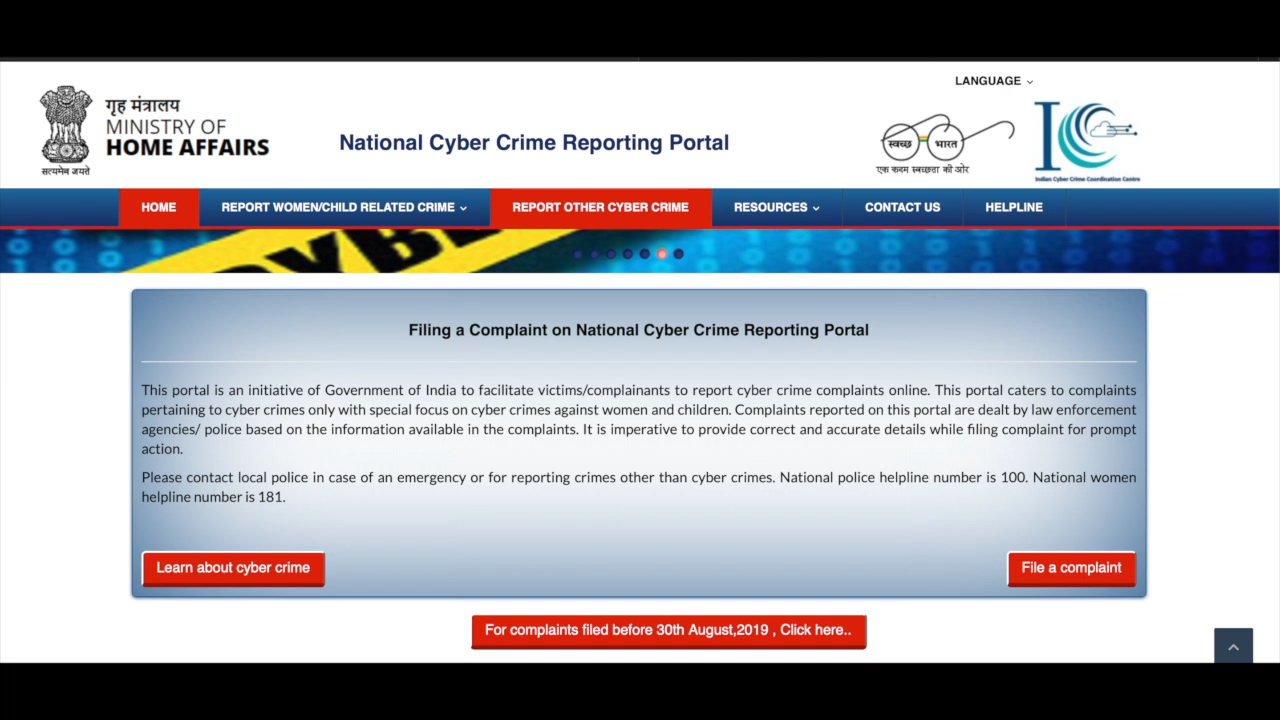 LANGUAGE
गृह मंत्रालय
MINISTRY OF
HOME AFFAIRS
सत्यमेव जयते
National Cyber Crime Reporting Portal
स्वच्छ भारत
एक कदम स्वच्छता की ओर
Indian Cyber Crime Coordination Centre
HOME REPORT WOMEN/CHILD RELATED CRIME REPORT OTHER CYBER CRIME RESOURCES CONTACT US HELPLINE
CYBE
Filing a Complaint on National Cyber Crime Reporting Portal
This portal is an initiative of Government of India to facilitate victims/complainants to report cyber crime complaints online. This portal caters to complaints
pertaining to cyber crimes only with special focus on cyber crimes against women and children. Complaints reported on this portal are dealt by law enforcement
agencies/ police based on the information available in the complaints. It is imperative to provide correct and accurate details while filing complaint for prompt
action.
Please contact local police in case of an emergency or for reporting crimes other than cyber crimes. National police helpline number is 100. National women
helpline number is 181.
Learn about cyber crime File a complaint
For complaints filed before 30th August,2019 , Click here..